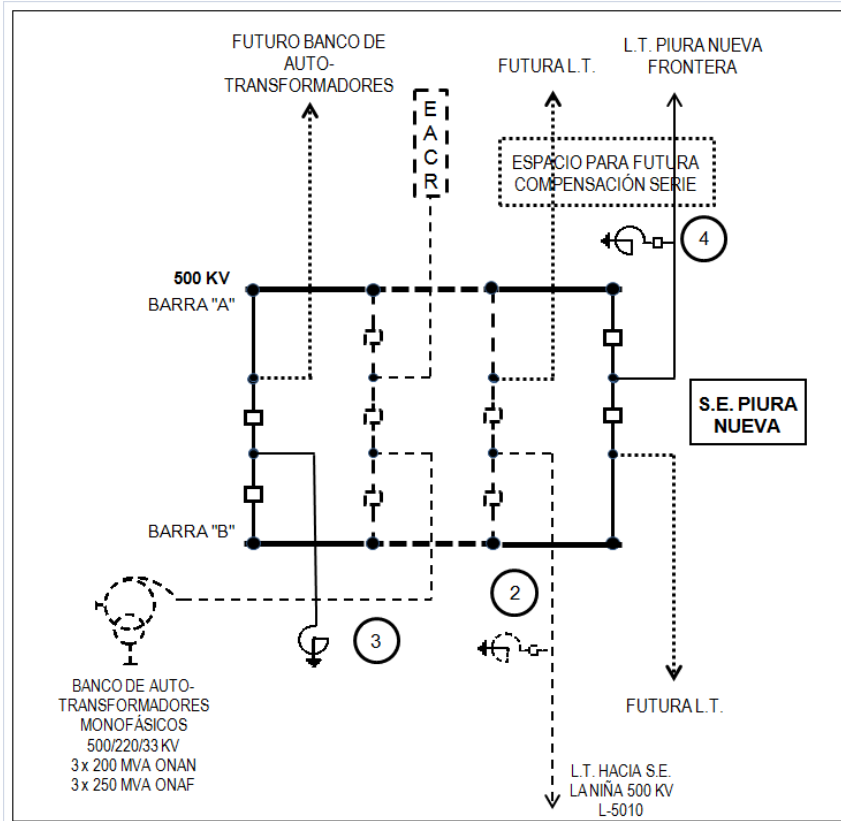 FUTURO BANCO DE
AUTO-
TRANSFORMADORES
E
A
C
R
FUTURA L.T.
L.T. PIURA NUEVA
FRONTERA
ESPACIO PARA FUTURA
COMPENSACIÓN SERIE
4
500 KV
BARRA "A"
S.E. PIURA
NUEVA
BARRA "B"
2
3
BANCO DE AUTO-
TRANSFORMADORES
MONOFÁSICOS
500/220/33 KV
3 x 200 MVA ONAN
3 x 250 MVA ONAF
FUTURA L.T.
L.T. HACIA S.E.
LA NIÑA 500 KV
L-5010